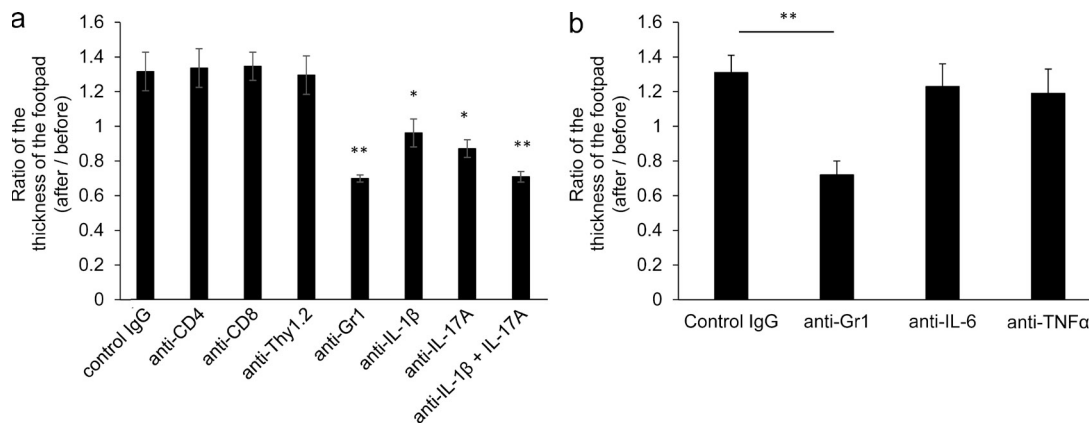 a
Ratio of the
thickness of the footpad
(after / before)
1.6
1.4
1.2
1
0.8
0.6
0.4
0.2
0
*
*
**
**
control IgG
anti-CD4
anti-CD8
anti-Thy1.2
anti-Gr1
anti-IL-1β
anti-IL-17A
anti-IL-1β + IL-17A
b
Ratio of the
thickness of the footpad
(after / before)
1.6
1.4
1.2
1
0.8
0.6
0.4
0.2
0
**
Control IgG
anti-Gr1
anti-IL-6
anti-TNFα